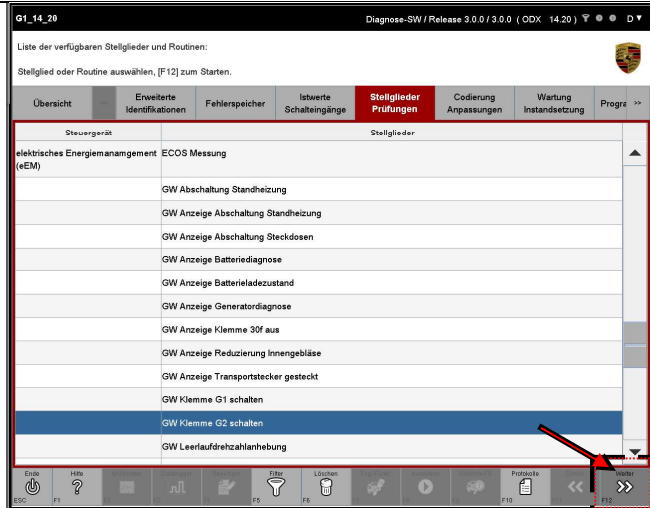 G1_14_20
Diagnose-SW / Release 3.0.0 / 3.0.0 ( ODX 14.20 )
D
Liste der verfügbaren Stellglieder und Routinen:
Stellglied oder Routine auswählen, [F12] zum Starten.
Übersicht
Erweiterte
Identifikationen
Fehlerspeicher
Istwerte
Schalteingänge
Stellglieder
Prüfungen
Codierung
Anpassungen
Wartung
Instandsetzung
Progra >>
Steuergerät
Stellglieder
elektrisches Energiemanamgement
(eEM)
ECOS Messung
GW Abschaltung Standheizung
GW Anzeige Abschaltung Standheizung
GW Anzeige Abschaltung Steckdosen
GW Anzeige Batteriediagnose
GW Anzeige Batterieladezustand
GW Anzeige Generatordiagnose
GW Anzeige Klemme 30f aus
GW Anzeige Reduzierung Innengebläse
GW Anzeige Transportstecker gesteckt
GW Klemme G1 schalten
GW Klemme G2 schalten
GW Leerlaufdrehzahlanhebung
Ende
ESC
Hilfe
F1
Filter
F5
Löschen
F6
Protokolle
F10
Weiter
F12